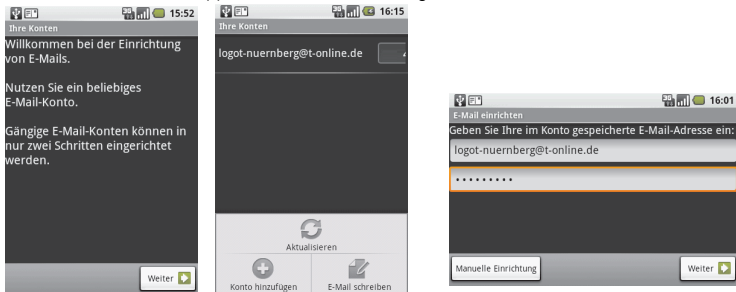 15:52
Ihre Konten
Willkommen bei der Einrichtung
von E-Mails.
Nutzen Sie ein beliebiges
E-Mail-Konto.
Gängige E-Mail-Konten können in
nur zwei Schritten eingerichtet
werden.
Weiter
16:15
Ihre Konten
logot-nuernberg@t-online.de
Aktualisieren
Konto hinzufügen
E-Mail schreiben
16:01
E-Mail einrichten
Geben Sie Ihre im Konto gespeicherte E-Mail-Adresse ein:
logot-nuernberg@t-online.de
•••••••••
Manuelle Einrichtung
Weiter